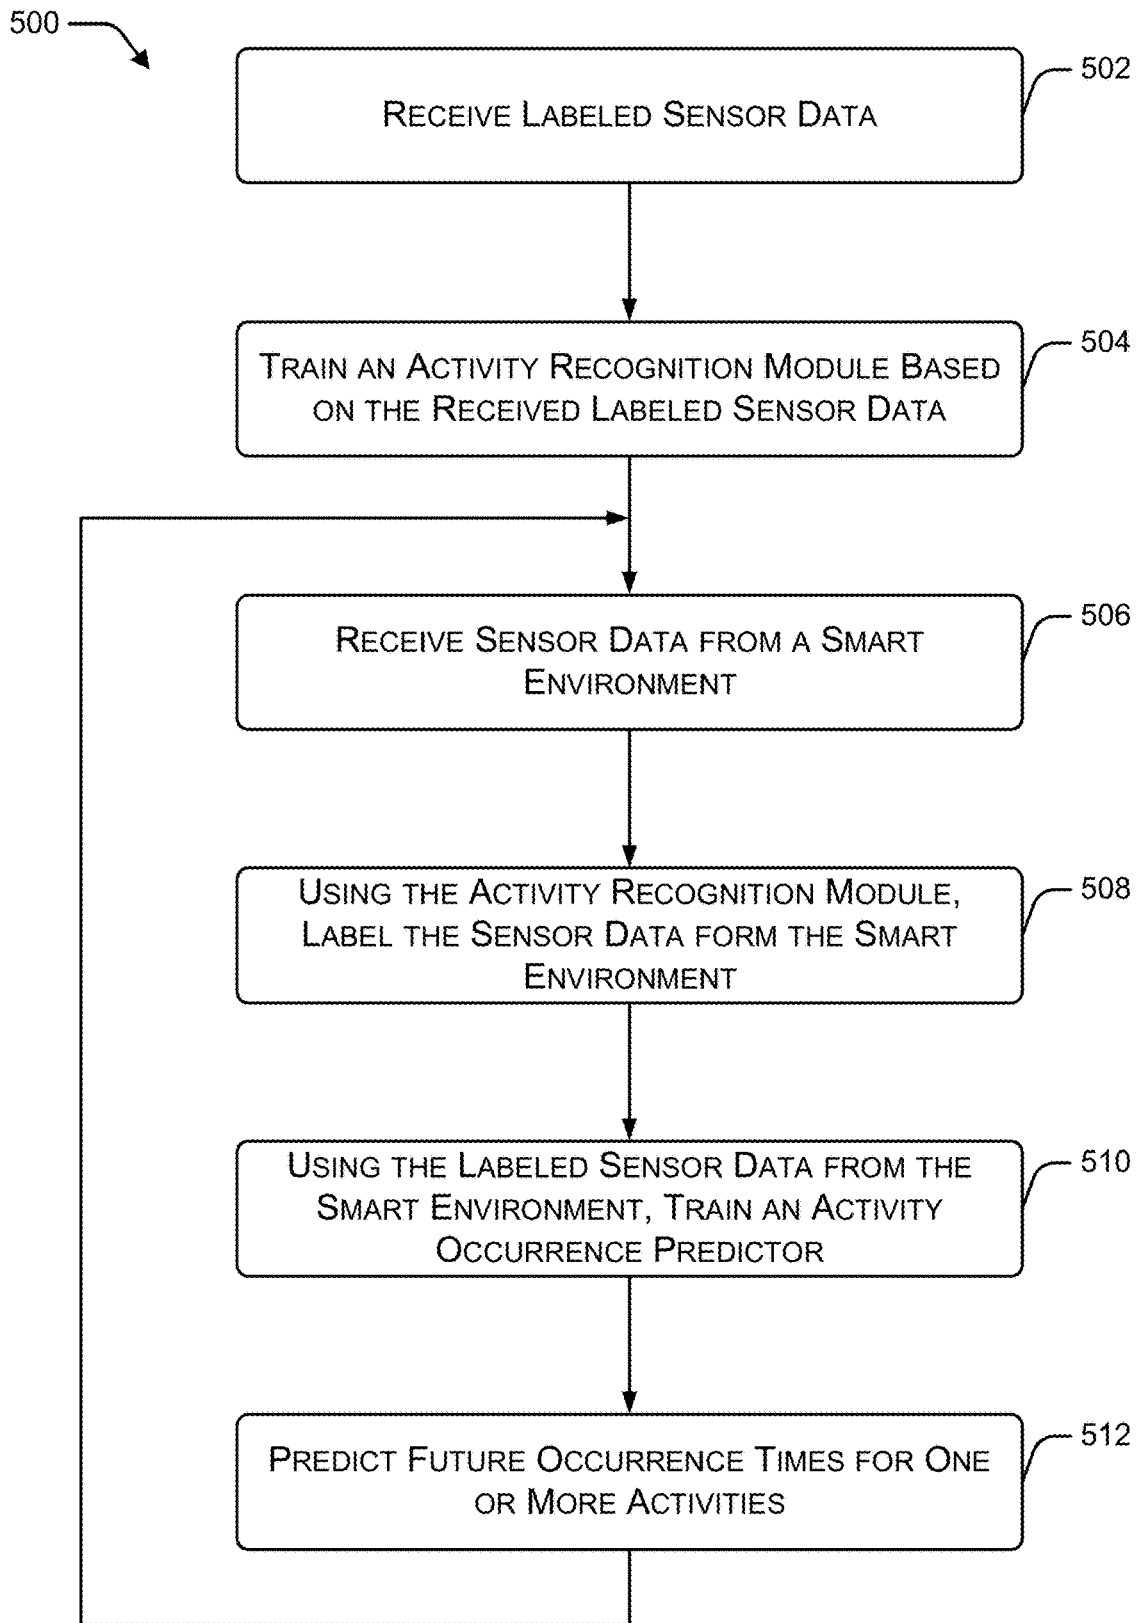 500
502
RECEIVE LABELED SENSOR DATA
504
TRAIN AN ACTIVITY RECOGNITION MODULE BASED
ON THE RECEIVED LABELED SENSOR DATA
506
RECEIVE SENSOR DATA FROM A SMART
ENVIRONMENT
508
USING THE ACTIVITY RECOGNITION MODULE,
LABEL THE SENSOR DATA FORM THE SMART
ENVIRONMENT
510
USING THE LABELED SENSOR DATA FROM THE
SMART ENVIRONMENT, TRAIN AN ACTIVITY
OCCURRENCE PREDICTOR
512
PREDICT FUTURE OCCURRENCE TIMES FOR ONE
OR MORE ACTIVITIES